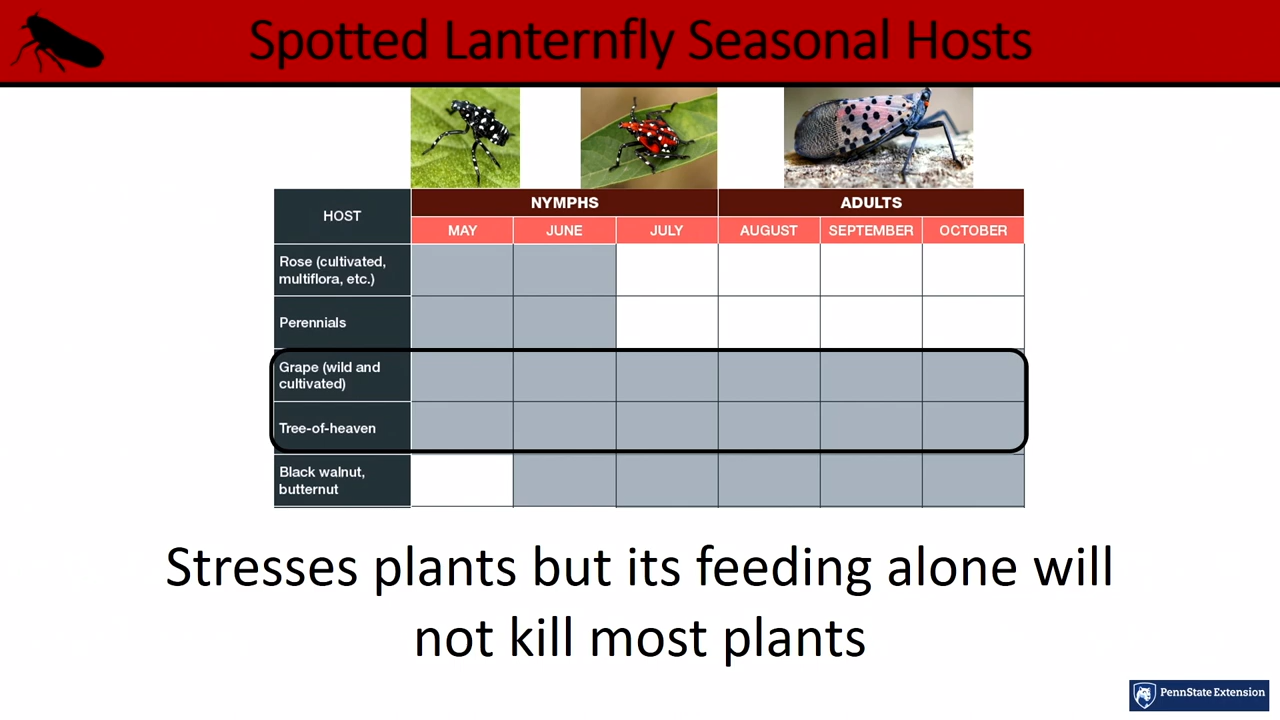 Spotted Lanternfly Seasonal Hosts
HOST
NYMPHS
ADULTS
MAY
JUNE
JULY
AUGUST
SEPTEMBER
OCTOBER
Rose (cultivated,
multiflora, etc.)
Perennials
Grape (wild and
cultivated)
Tree-of-heaven
Black walnut,
butternut
Stresses plants but its feeding alone will
not kill most plants
PennState Extension